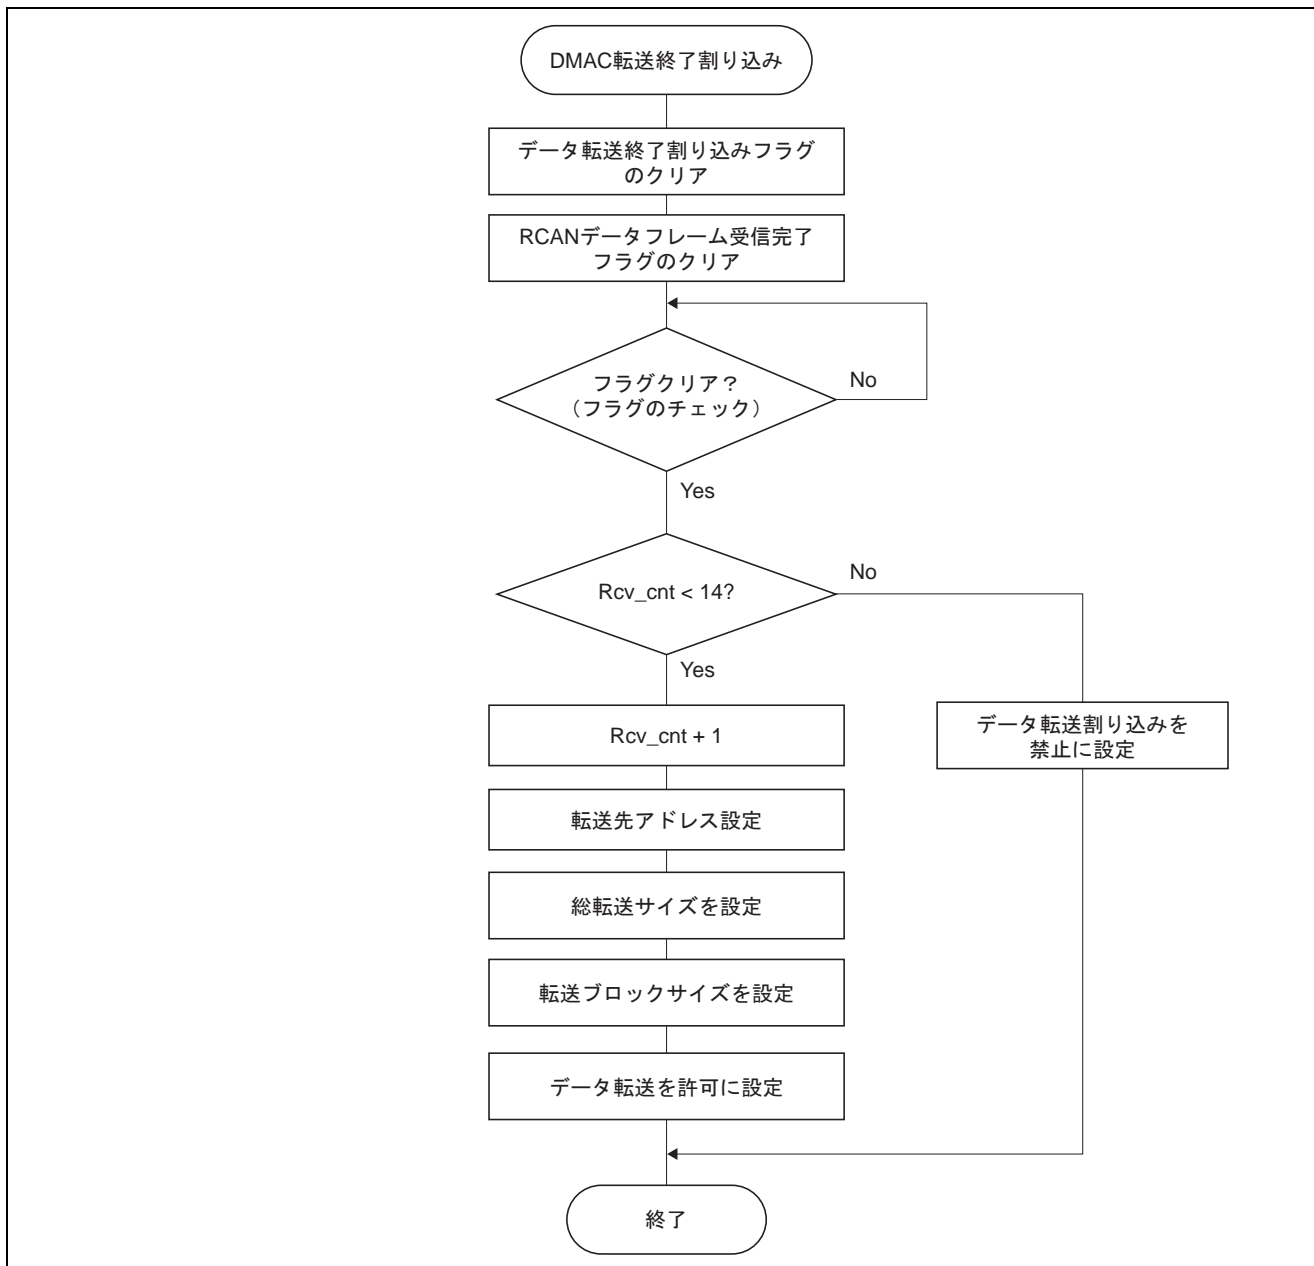 DMAC転送終了割り込み
データ転送終了割り込みフラグ
のクリア
RCANデータフレーム受信完了
フラグのクリア
フラグクリア?
(フラグのチェック)
No
Yes
Rcv_cnt < 14?
No
Yes
Rcv_cnt + 1
データ転送割り込みを
禁止に設定
転送先アドレス設定
総転送サイズを設定
転送ブロックサイズを設定
データ転送を許可に設定
終了